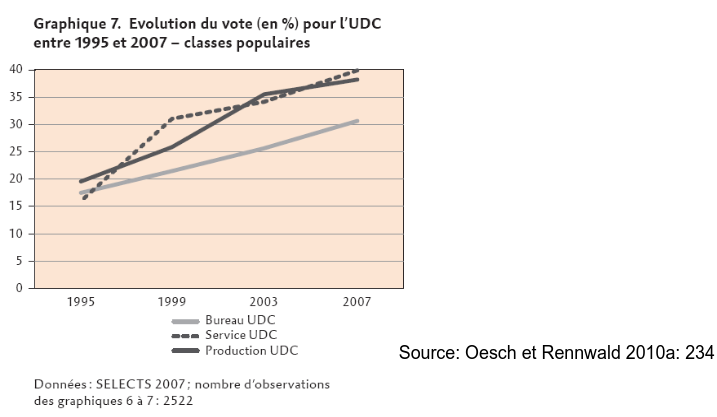 Graphique 7. Evolution du vote (en %) pour l’UDC
entre 1995 et 2007 – classes populaires
40
35
30
25
20
15
10
5
0
1995 1999 2003 2007
Bureau UDC
Service UDC
Production UDC
Source: Oesch et Rennwald 2010a: 234
Données : SELECTS 2007 ; nombre d’observations
des graphiques 6 à 7 : 2522